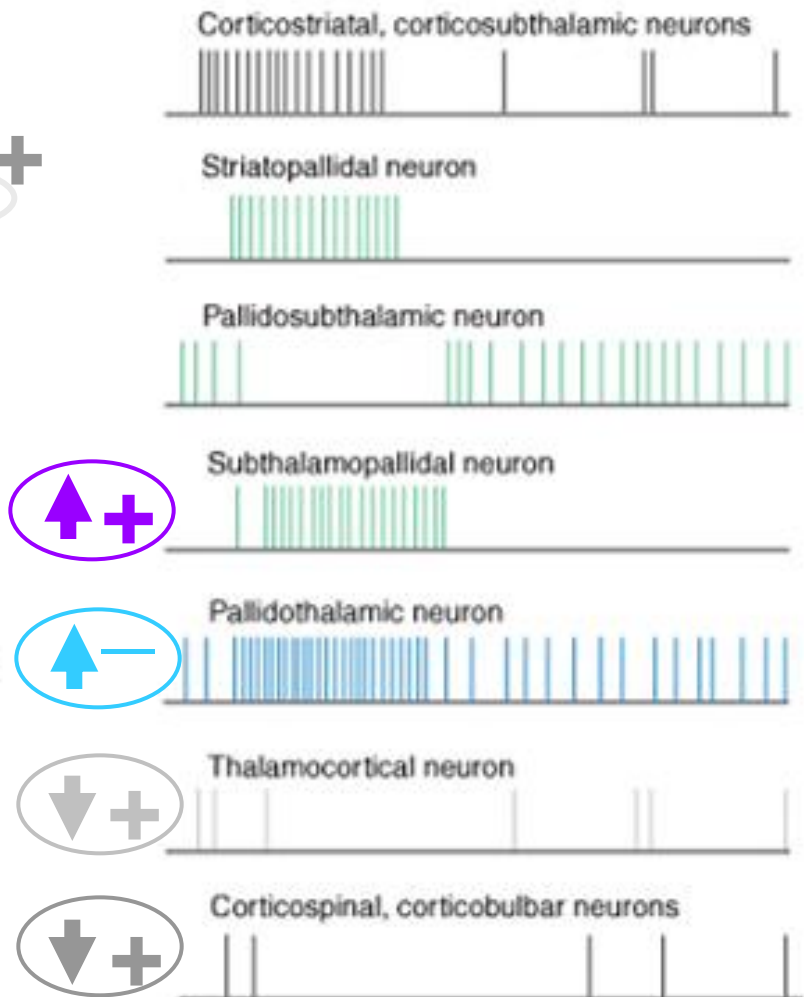 Corticostriatal, corticosubthalamic neurons
Striatopallidal neuron
Pallidosubthalamic neuron
Subthalamopallidal neuron
Pallidothalamic neuron
Thalamocortical neuron
Corticospinal, corticobulbar neurons